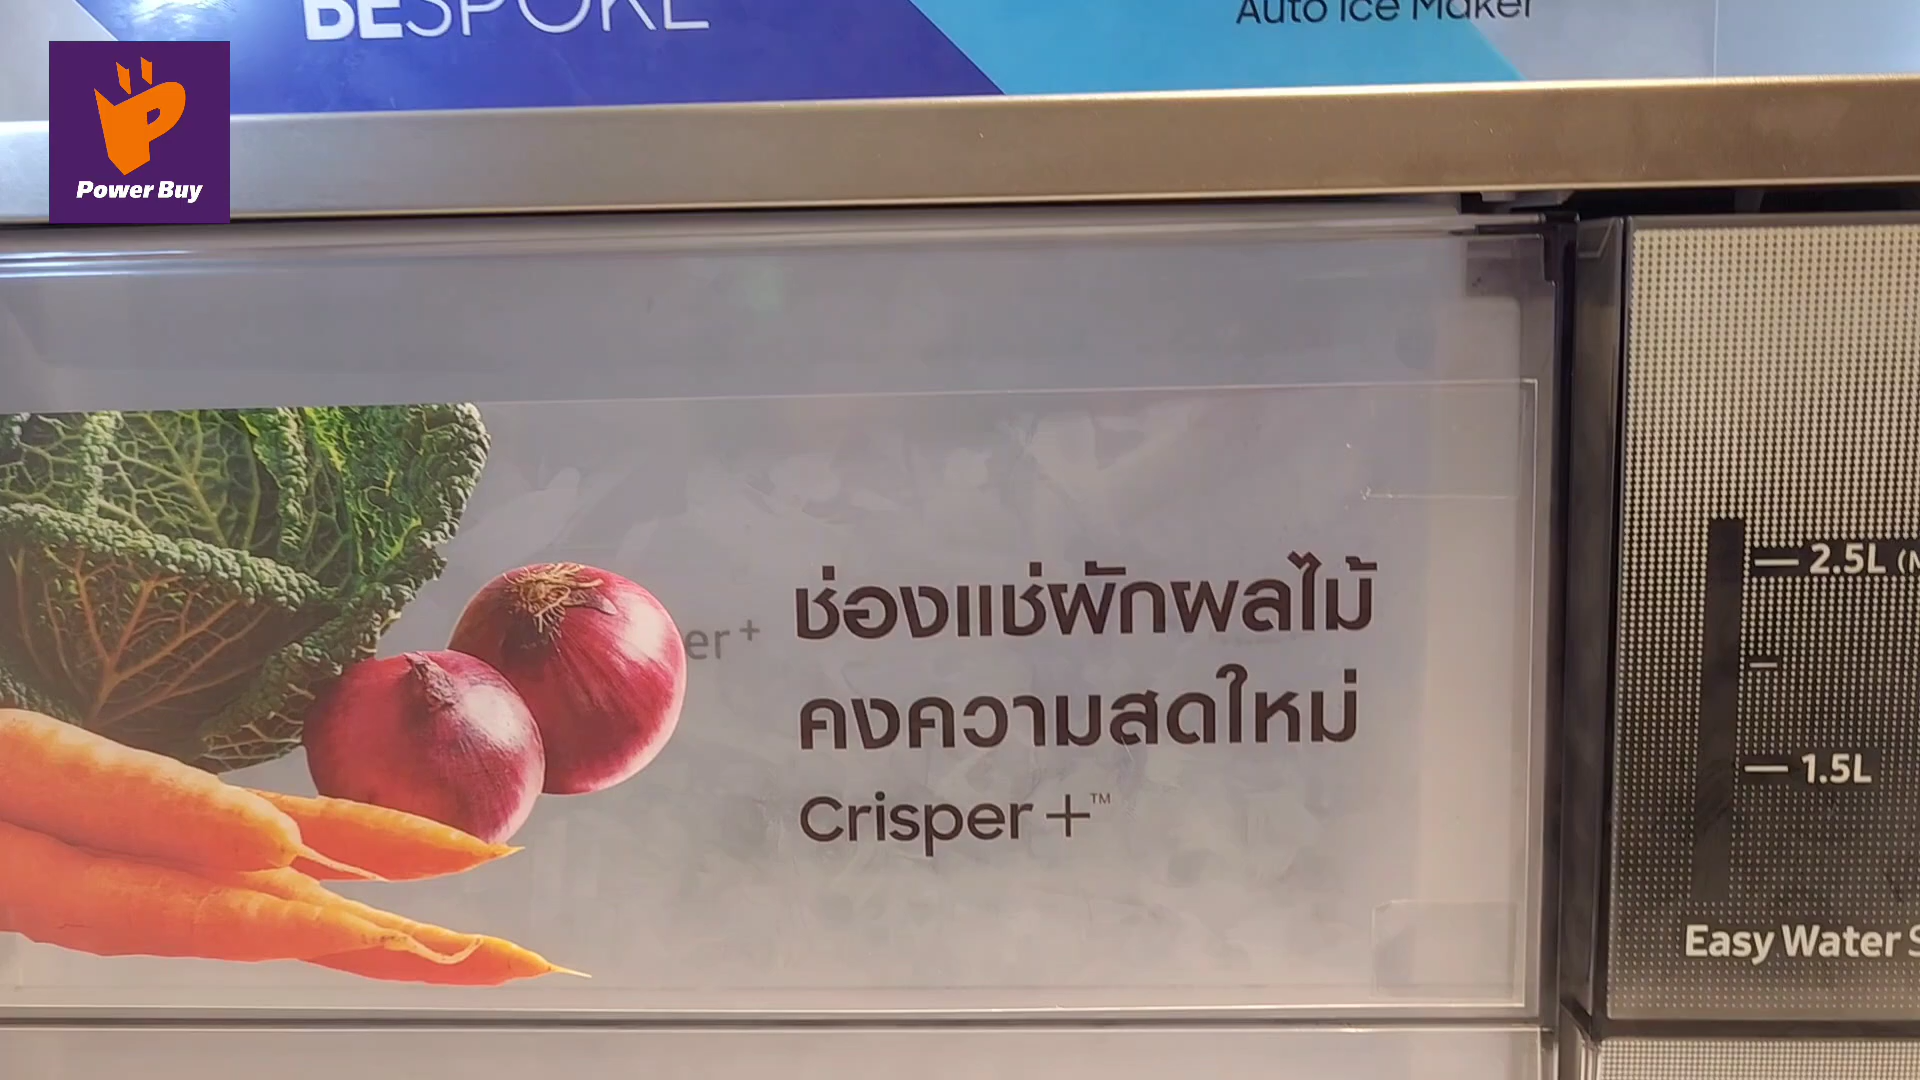 BESPOKE
Auto Ice Maker
Power Buy
er+
ช่องแช่ผักผลไม้
คงความสดใหม่
Crisper +™
2.5L
1.5L
Easy Water